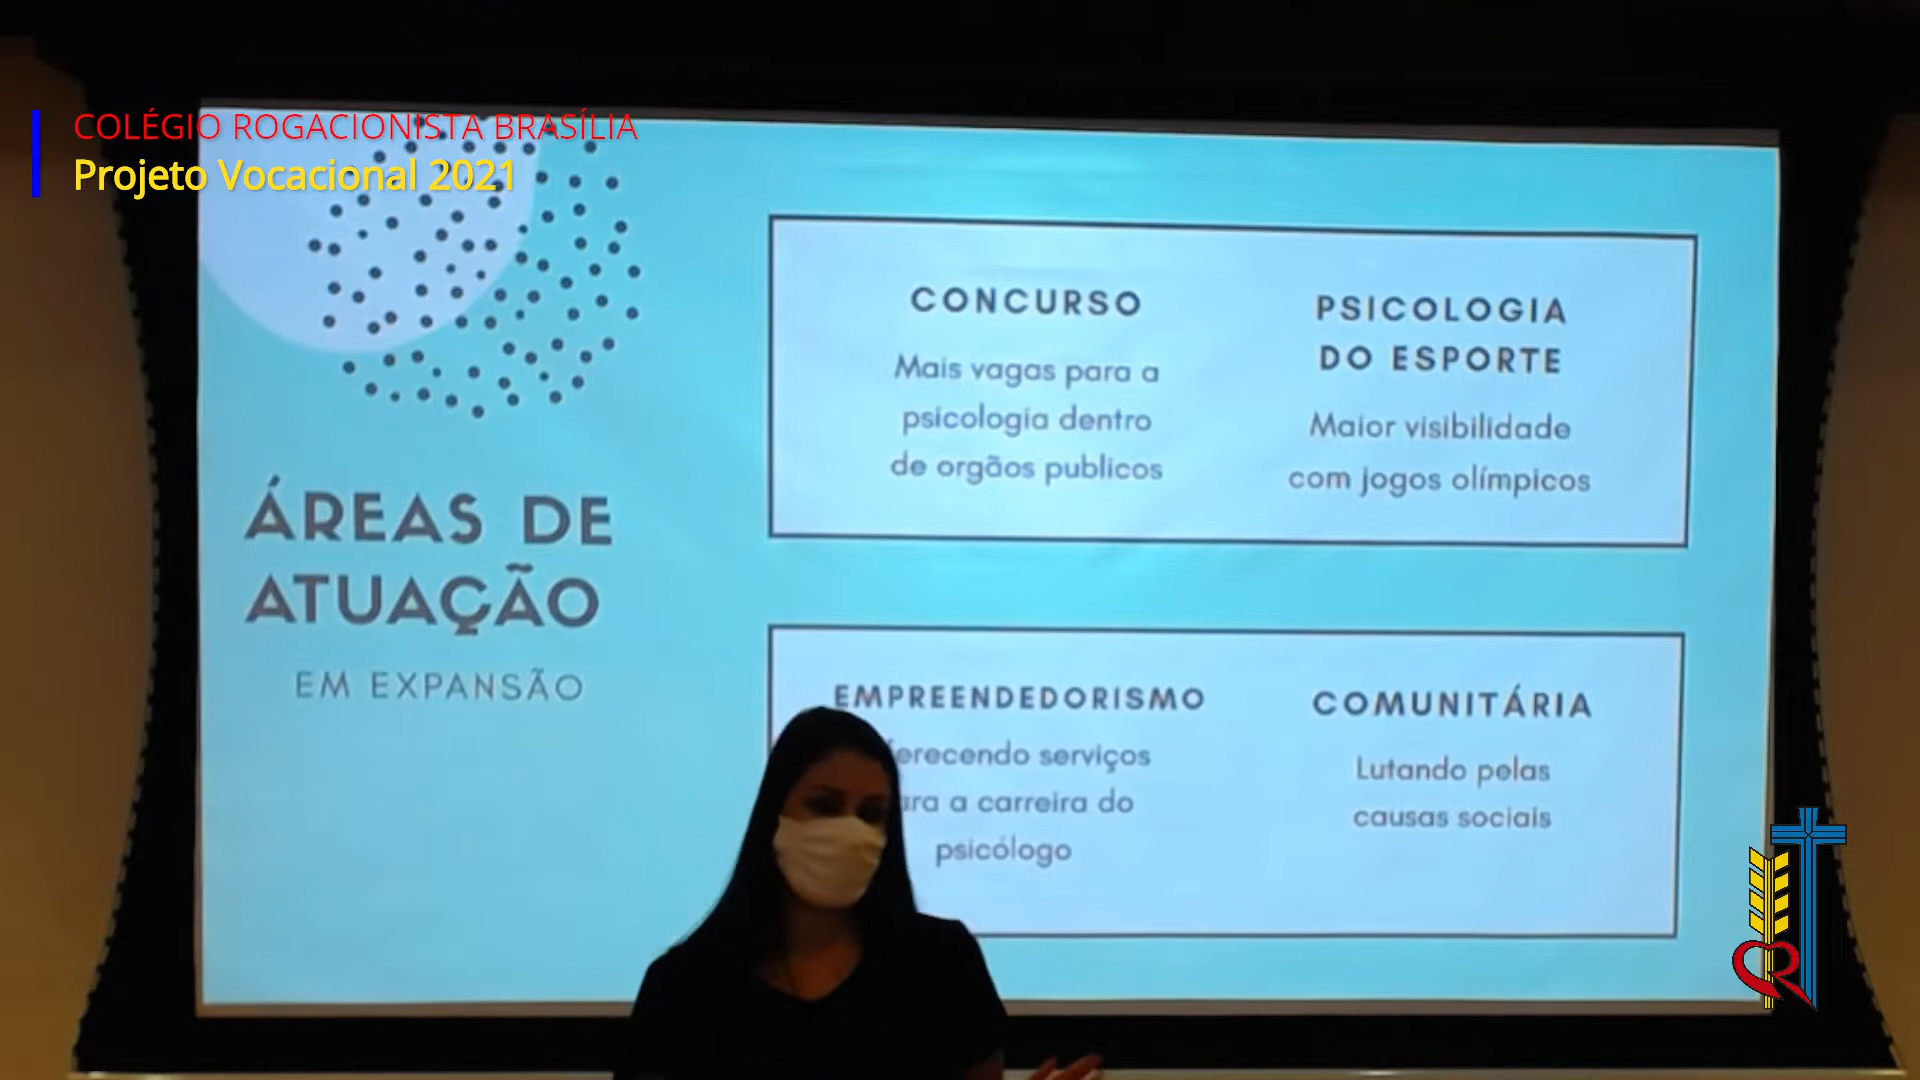 COLÉGIO ROGACIONISTA BRASÍLIA
Projeto Vocacional 2021
ÁREAS DE
ATUAÇÃO
EM EXPANSÃO
CONCURSO
Mais vagas para a
psicologia dentro
de orgãos publicos
PSICOLOGIA
DO ESPORTE
Maior visibilidade
com jogos olímpicos
EMPREENDEDORISMO
serviços
a carreira do
psicólogo
COMUNITÁRIA
Lutando pelas
causas sociais